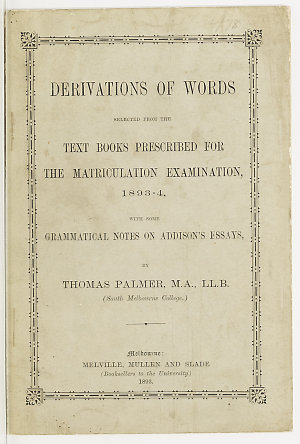 DERIVATIONS OF WORDS
SELECTED FROM THE
TEXT BOOKS PRESCRIBED FOR
THE MATRICULATION EXAMINATION,
1893-4,
WITH SOME
GRAMMATICAL NOTES ON ADDISON'S ESSAYS,
BY
THOMAS PALMER, M.A., LL.B.
(South Melbourne College.)
Melbourne:
MELVILLE, MULLEN AND SLADE
(Booksellers to the University.)
1893.